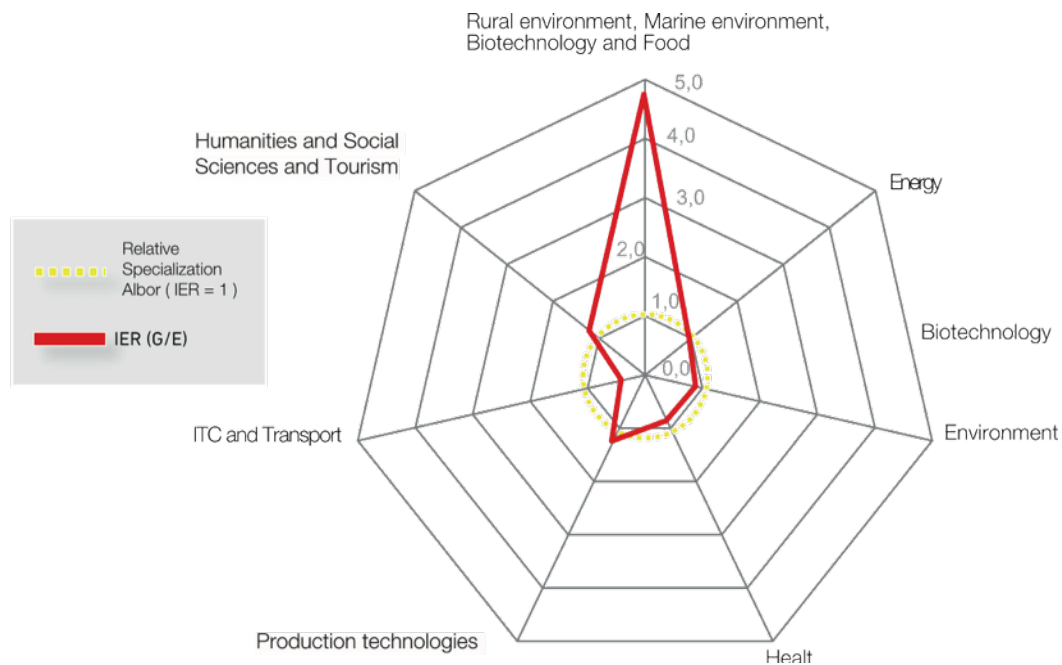 Rural environment, Marine environment,
Biotechnology and Food
5,0
4,0
3,0
2,0
1,0
0,0
Humanities and Social
Sciences and Tourism
Energy
Relative
Specialization
Albor ( IER = 1 )
IER (G/E)
Biotechnology
ITC and Transport
Environment
Production technologies
Healt